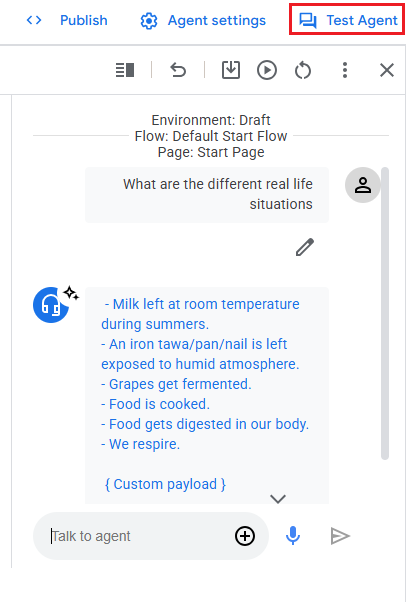 <> Publish Agent settings Test Agent
Environment: Draft
Flow: Default Start Flow
Page: Start Page
What are the different real life
situations
- Milk left at room temperature
during summers.
- An iron tawa/pan/nail is left
exposed to humid atmosphere.
- Grapes get fermented.
- Food is cooked.
- Food gets digested in our body.
- We respire.
{ Custom payload }
Talk to agent